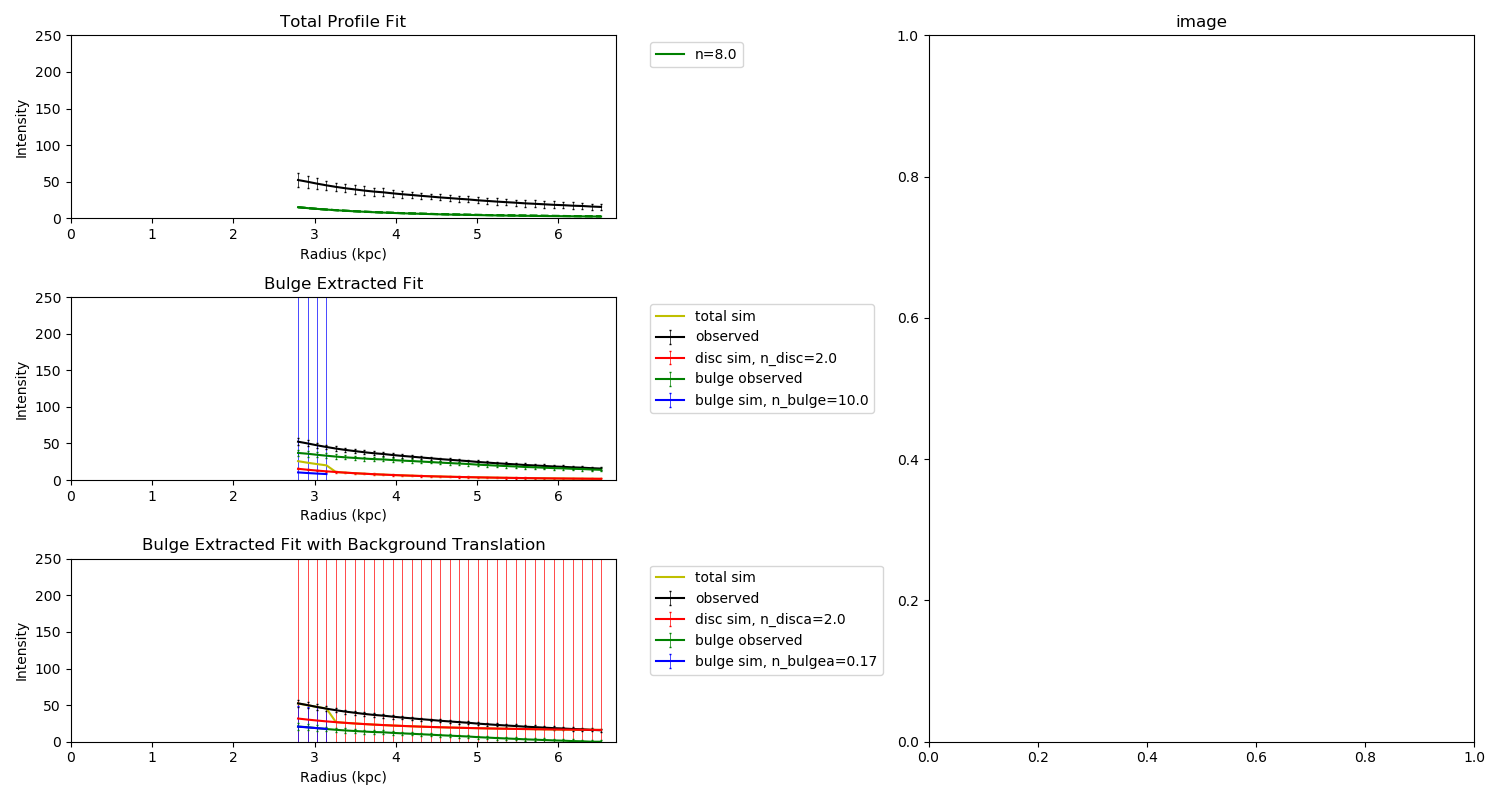 Total Profile Fit
250
200
150
100
50
0
Intensity
0 1 2 3 4 5 6
Radius (kpc)
n=8.0
Bulge Extracted Fit
250
200
150
100
50
0
Intensity
0 1 2 3 4 5 6
Radius (kpc)
total sim
observed
disc sim, n_disc=2.0
bulge observed
bulge sim, n_bulge=10.0
Bulge Extracted Fit with Background Translation
250
200
150
100
50
0
Intensity
0 1 2 3 4 5 6
Radius (kpc)
total sim
observed
disc sim, n_disca=2.0
bulge observed
bulge sim, n_bulgea=0.17
image
1.0
0.8
0.6
0.4
0.2
0.0
0.0 0.2 0.4 0.6 0.8 1.0